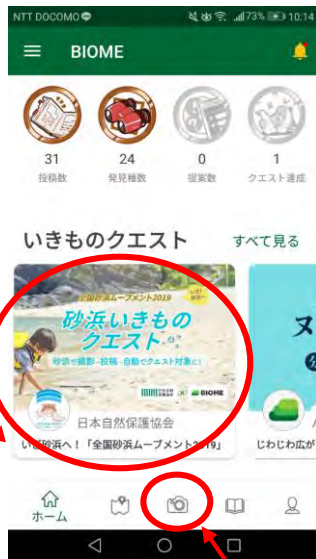 NTT DOCOMO 73% 10:14
BIOME
31 24 0 1
投稿数 発見種数 提案数 クエスト達成
いきものクエスト すべて見る
全国砂浜ムーブメント2019
砂浜いきもの
クエスト
砂浜で撮影・投稿・自動でクエスト対象に!
BIOME
日本自然保護協会
いざ砂浜へ!「全国砂浜ムーブメント2019」
じわじわ広が
ホーム